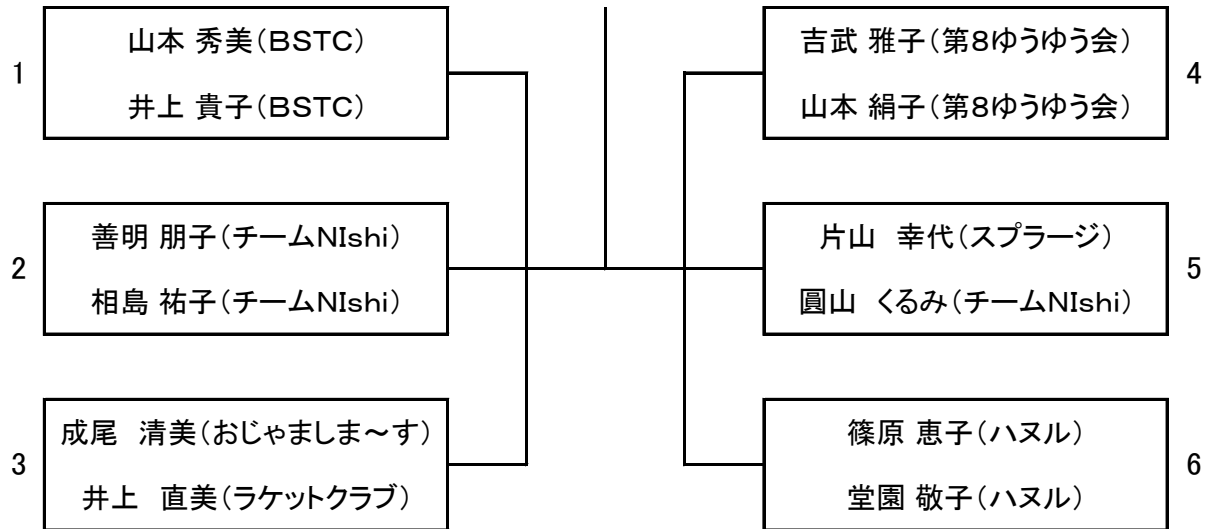 1
山本 秀美(BSTC)
井上 貴子(BSTC)
2
善明 朋子(チームNIshi)
相島 祐子(チームNIshi)
3
成尾　清美(おじゃましま～す)
井上　直美(ラケットクラブ)
吉武 雅子(第8ゆうゆう会)
山本 絹子(第8ゆうゆう会)
4
片山　幸代(スプラージ)
圓山　くるみ(チームNIshi)
5
篠原 恵子(ハヌル)
堂園 敬子(ハヌル)
6